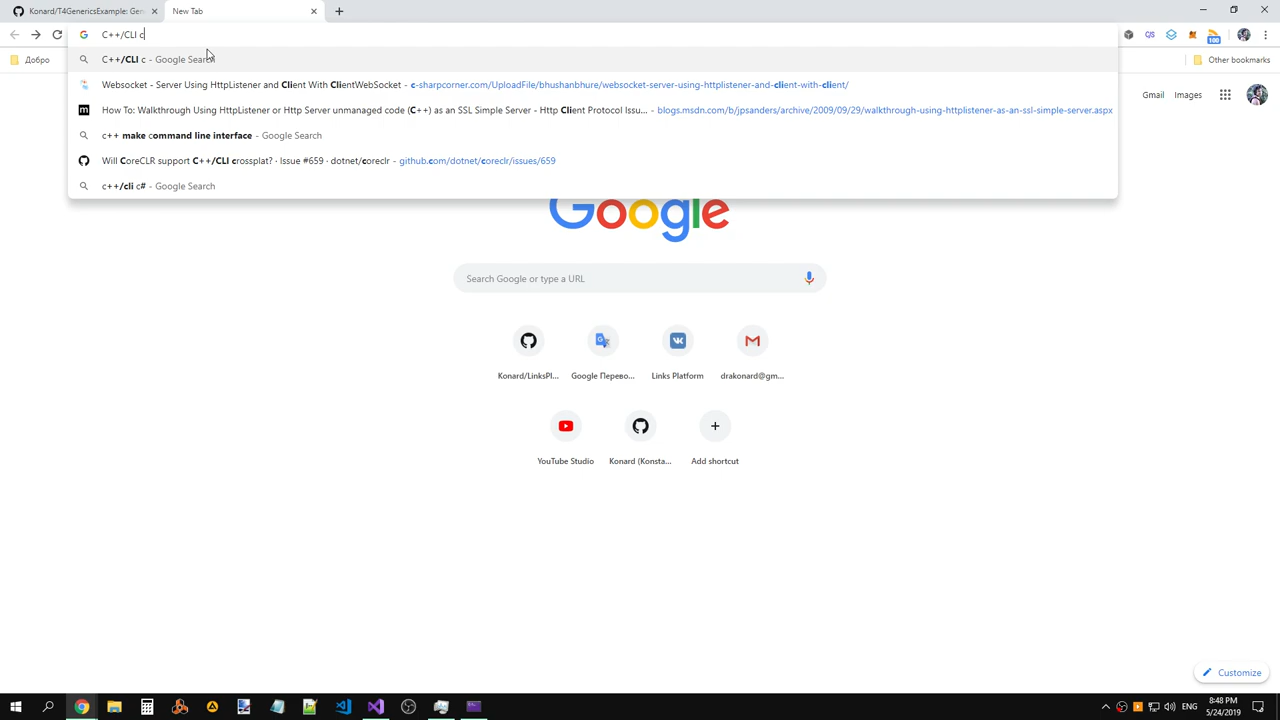 Konard/T4GenericsExample: Gene
New Tab
C++/CLI c
Добро
C++/CLI c - Google Search
Other bookmarks
Websocket - Server Using HttpListener and Client With ClientWebSocket - c-sharpcorner.com/UploadFile/bhushanbhure/websocket-server-using-httplistener-and-client-with-client/
Gmail Images
How To: Walkthrough Using HttpListener or Http Server unmanaged code (C++) as an SSL Simple Server - Http Client Protocol Issu... - blogs.msdn.com/b/jpsanders/archive/2009/09/29/walkthrough-using-httplistener-as-an-ssl-simple-server.aspx
c++ make command line interface - Google Search
Will CoreCLR support C++/CLI crossplat? · Issue #659 · dotnet/coreclr - github.com/dotnet/coreclr/issues/659
c++/cli c# - Google Search
Google
Search Google or type a URL
Konard/LinksPl...
Google Перево...
Links Platform
drakonard@gm...
YouTube Studio
Konard (Konsta...
Add shortcut
Customize
100
ENG
8:48 PM
5/24/2019